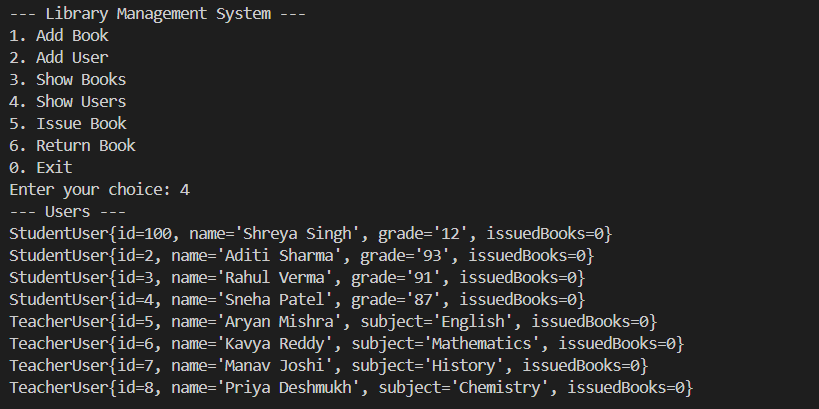 --- Library Management System ---
1. Add Book
2. Add User
3. Show Books
4. Show Users
5. Issue Book
6. Return Book
0. Exit
Enter your choice: 4
--- Users ---
StudentUser{id=100, name='Shreya Singh', grade='12', issuedBooks=0}
StudentUser{id=2, name='Aditi Sharma', grade='93', issuedBooks=0}
StudentUser{id=3, name='Rahul Verma', grade='91', issuedBooks=0}
StudentUser{id=4, name='Sneha Patel', grade='87', issuedBooks=0}
TeacherUser{id=5, name='Aryan Mishra', subject='English', issuedBooks=0}
TeacherUser{id=6, name='Kavya Reddy', subject='Mathematics', issuedBooks=0}
TeacherUser{id=7, name='Manav Joshi', subject='History', issuedBooks=0}
TeacherUser{id=8, name='Priya Deshmukh', subject='Chemistry', issuedBooks=0}